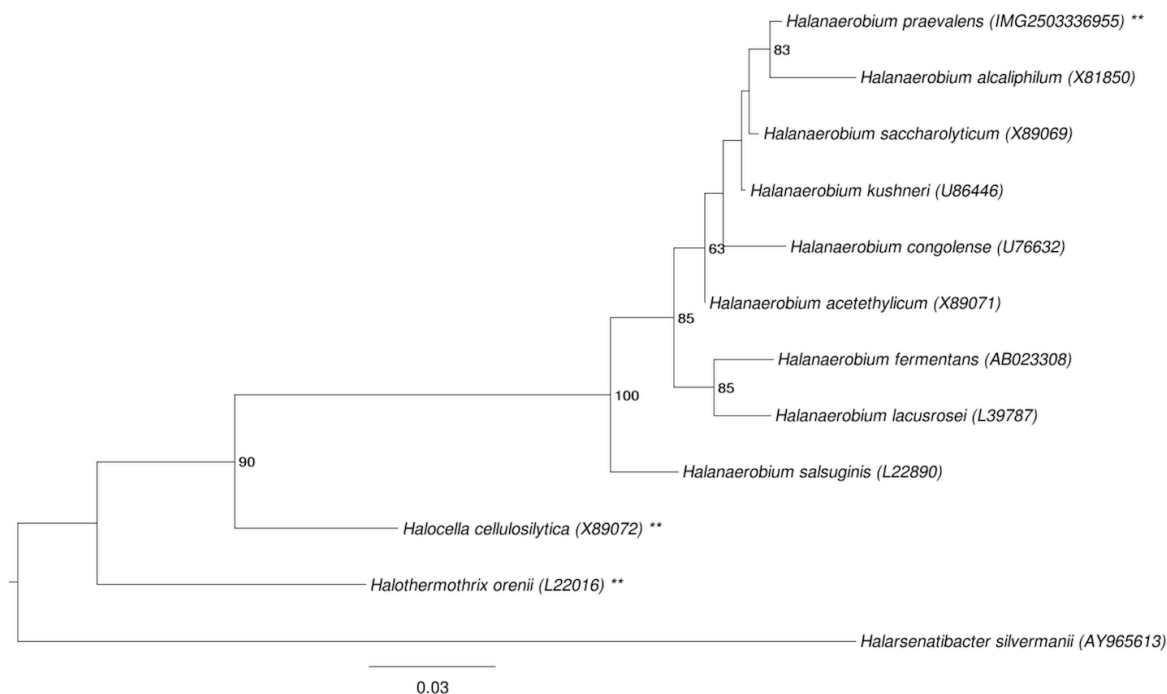 Halanaerobium praevalens (IMG2503336955) **
83
Halanaerobium alcaliphilum (X81850)
Halanaerobium saccharolyticum (X89069)
Halanaerobium kushneri (U86446)
63
Halanaerobium congolense (U76632)
Halanaerobium acetethylicum (X89071)
85
Halanaerobium fermentans (AB023308)
85
100
Halanaerobium lacusrosei (L39787)
Halanaerobium salsuginis (L22890)
90
Halocella cellulosilytica (X89072) **
Halothermothrix orenii (L22016) **
Halarsenatibacter silvermanii (AY965613)
0.03